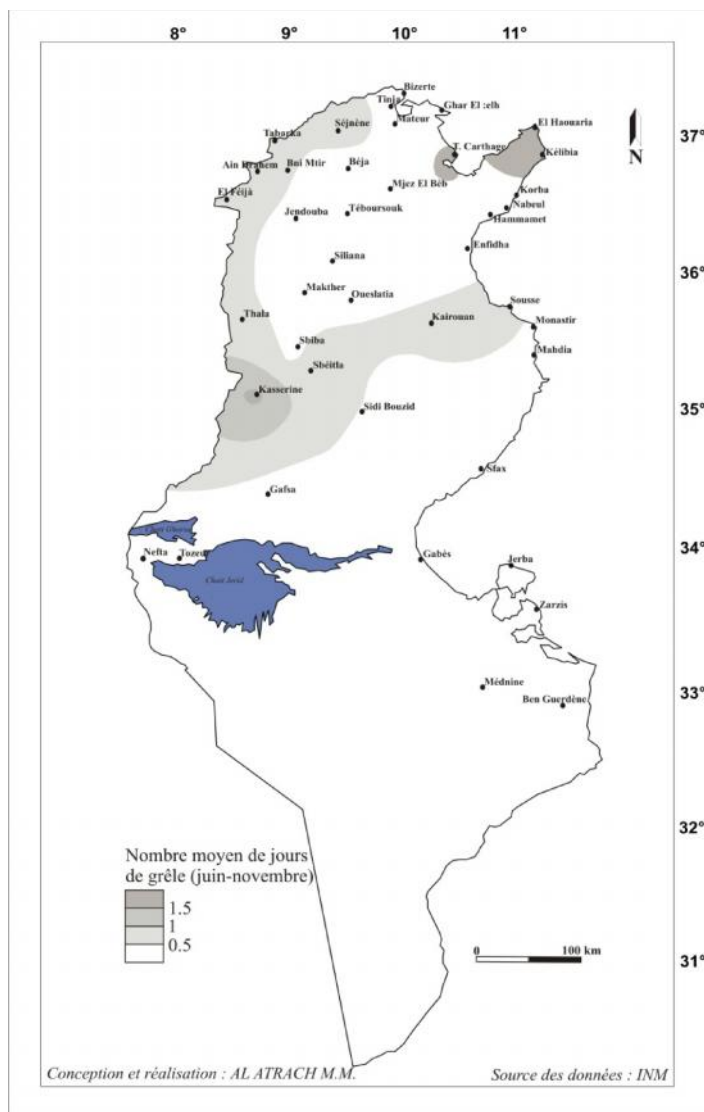 8° 9° 10° 11°
Bizerte
Tinja
Ghar El :elh
Mateur
Séjnène
El Haouaria
Tabarka
37°
T. Carthage
N
Kélibia
Ain Drahem
Bni Mtir
Béja
Mjez El Beb
El Féijà
Korba
Nabeul
Jendouba
Téboursouk
Hammamet
Enfidha
Siliana
36°
Makther
Oueslatia
Sousse
Thala
Kairouan
Monastir
Sbiba
Mahdia
Sbéitla
Kasserine
Sidi Bouzid
35°
Sfax
Gafsa
Nefta
Tozeur
Chott Jerid
Gabès
Jerba
34°
Zarzis
Médnine
33°
Ben Guerdène
32°
Nombre moyen de jours
de grêle (juin-novembre)
1.5
1
0.5
0 100 km
31°
Conception et réalisation : AL ATRACH M.M. Source des données : INM